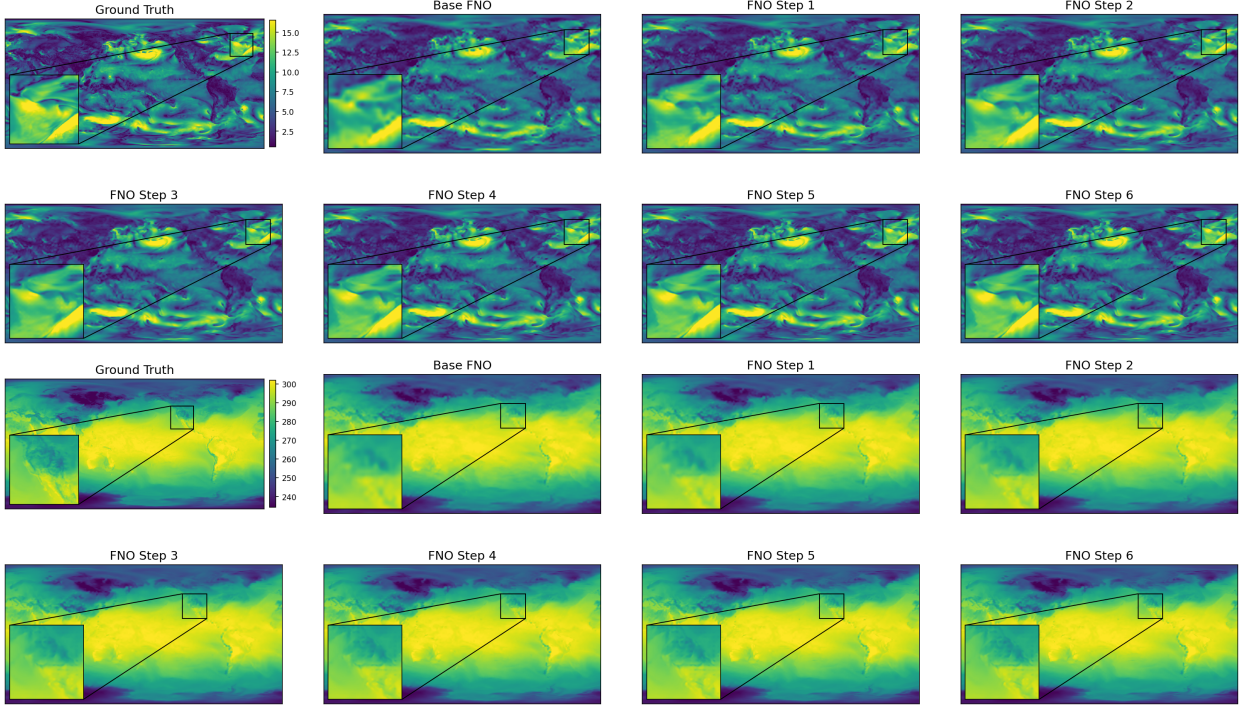 Ground Truth
Base FNO
FNO Step 1
FNO Step 2
15.0
12.5
10.0
7.5
5.0
2.5
FNO Step 3
FNO Step 4
FNO Step 5
FNO Step 6
Ground Truth
Base FNO
FNO Step 1
FNO Step 2
300
290
280
270
260
250
240
FNO Step 3
FNO Step 4
FNO Step 5
FNO Step 6